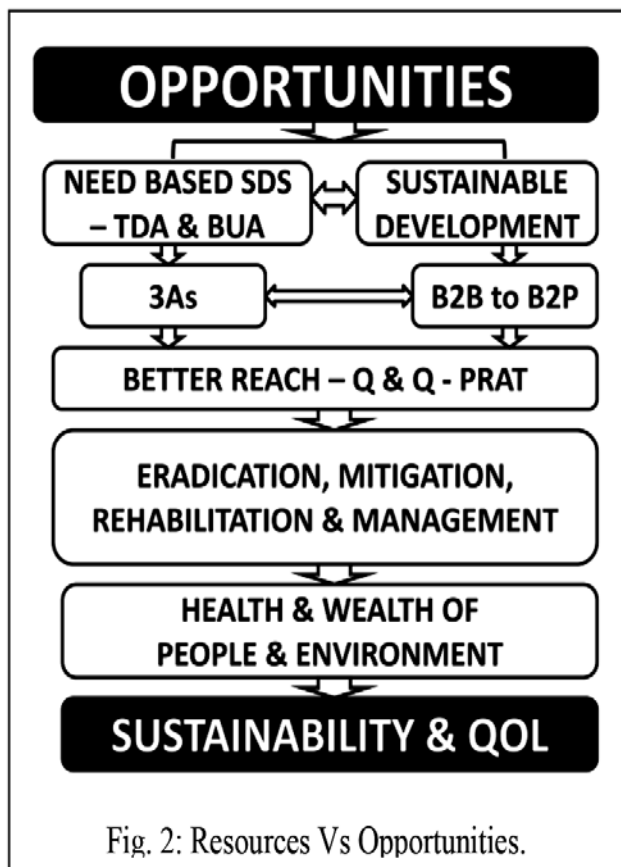 OPPORTUNITIES
NEED BASED SDS
– TDA & BUA
SUSTAINABLE
DEVELOPMENT
3As
B2B to B2P
BETTER REACH – Q & Q - PRAT
ERADICATION, MITIGATION,
REHABILITATION & MANAGEMENT
HEALTH & WEALTH OF
PEOPLE & ENVIRONMENT
SUSTAINABILITY & QOL
Fig. 2: Resources Vs Opportunities.